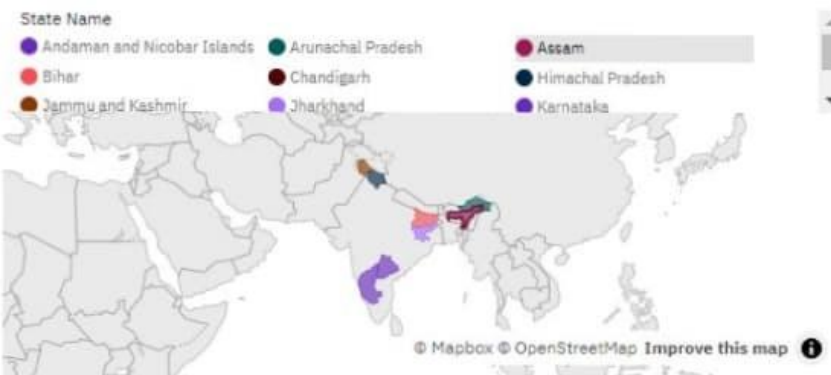 State Name
Andaman and Nicobar Islands Arunachal Pradesh Assam
Bihar Chandigarh Himachal Pradesh
Jammu and Kashmir Jharkhand Karnataka
© Mapbox © OpenStreetMap Improve this map